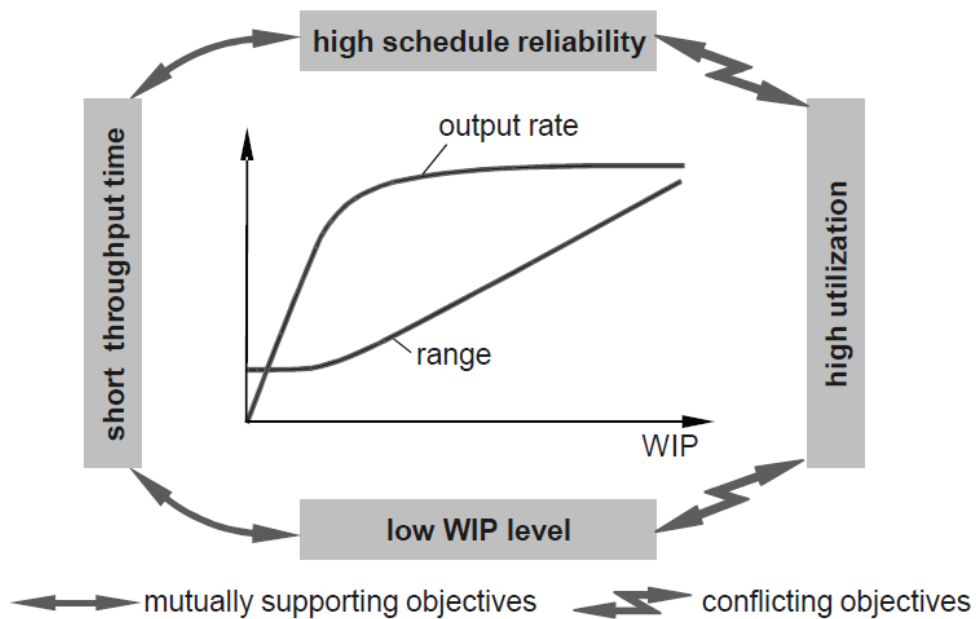 high schedule reliability
short throughput time
output rate
range
WIP
high utilization
low WIP level
mutually supporting objectives
conflicting objectives